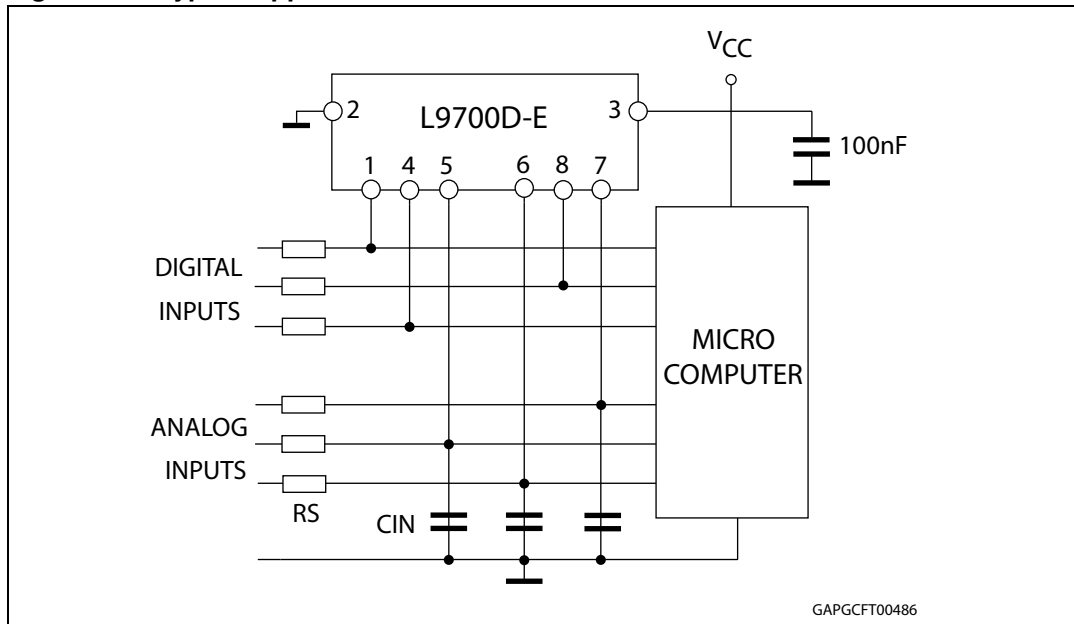 VCC
2
L9700D-E
3
100nF
1 4 5 6 8 7
DIGITAL
INPUTS
MICRO
COMPUTER
ANALOG
INPUTS
RS
CIN
GAPGCFT00486